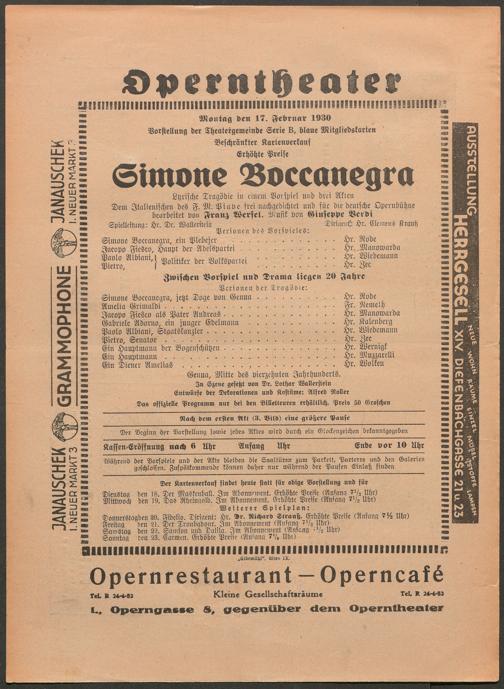 Operntheater
Montag den 17. Februar 1930
Vorstellung der Theatergemeinde Serie B, blaue Mitgliedskarten
Beschränkter Kartenverkauf
Erhöhte Preise
Simone Boccanegra
Lyrische Tragödie in einem Vorspiel und drei Akten
Dem Italienischen des F. M. Piave frei nachgedichtet und für die deutsche Opernbühne
bearbeitet von Franz Werfel. Musik von Giuseppe Verdi
Spielleitung: Hr. Dr. Wallerstein Dirigent: Hr. Clemens Krauß
Personen des Vorspieles:
Simone Boccanegra, ein Plebejer Hr. Rode
Jacopo Fiesco, Haupt der Adelspartei Hr. Manowarda
Paolo Albiani, } Politiker der Volkspartei Hr. Wiedemann
Pietro, Hr. Zec
Zwischen Vorspiel und Drama liegen 20 Jahre
Personen der Tragödie:
Simone Boccanegra, jetzt Doge von Genua Hr. Rode
Amelia Grimaldi Fr. Nemeth
Jacopo Fiesco als Pater Andreas Hr. Manowarda
Gabriele Adorno, ein junger Edelmann Hr. Kalenberg
Paolo Albiani, Staatskanzler Hr. Wiedemann
Pietro, Senator Hr. Zec
Ein Hauptmann der Bogenschützen Hr. Wernigk
Ein Hauptmann Hr. Muzzarelli
Ein Diener Amelias Hr. Wolken
Genua, Mitte des vierzehnten Jahrhunderts.
In Szene gesetzt von Dr. Lothar Wallerstein
Entwürfe der Dekorationen und Kostüme: Alfred Roller
Das offizielle Programm nur bei den Billetteuren erhältlich, Preis 50 Groschen
Nach dem ersten Akt (3. Bild) eine größere Pause
Der Beginn der Vorstellung sowie jedes Aktes wird durch ein Glockenzeichen bekanntgegeben
Kassen-Eröffnung nach 6 Uhr Anfang Uhr Ende vor 10 Uhr
Während der Vorspiele und der Akte bleiben die Saaltüren zum Parkett, Parterre und den Galerien
geschlossen. Zuspätkommende können daher nur während der Pausen Einlaß finden
Der Kartenverkauf findet heute statt für obige Vorstellung und für
Dienstag den 18. Der Maskenball. Im Abonnement. Erhöhte Preise (Anfang 7½ Uhr)
Mittwoch den 19. Das Rheingold. Im Abonnement. Erhöhte Preise (Anfang 7½ Uhr)
Weiterer Spielplan:
Donnerstag den 20. Fidelio. Dirigent: Hr. Dr. Richard Strauß. Erhöhte Preise (Anfang 7½ Uhr)
Freitag den 21. Der Troubadour. Im Abonnement (Anfang 7½ Uhr)
Samstag den 22. Samson und Dalila. Im Abonnement (Anfang 7½ Uhr)
Sonntag den 23. Carmen. Erhöhte Preise (Anfang 7 Uhr)
Opernrestaurant – Operncafé
Tel. R 26-4-83 Kleine Gesellschaftsräume Tel. R 26-4-83
I., Operngasse 8, gegenüber dem Operntheater
JANAUSCHEK
I. NEUER MARKT 3
GRAMMOPHONE
JANAUSCHEK
I. NEUER MARKT 3
AUSSTELLUNG
HERRGESELL XIV. DIEFENBACHGASSE 21 u. 23
NEUE WOHNRÄUME EINZELMÖBEL STOFFE LAMPEN